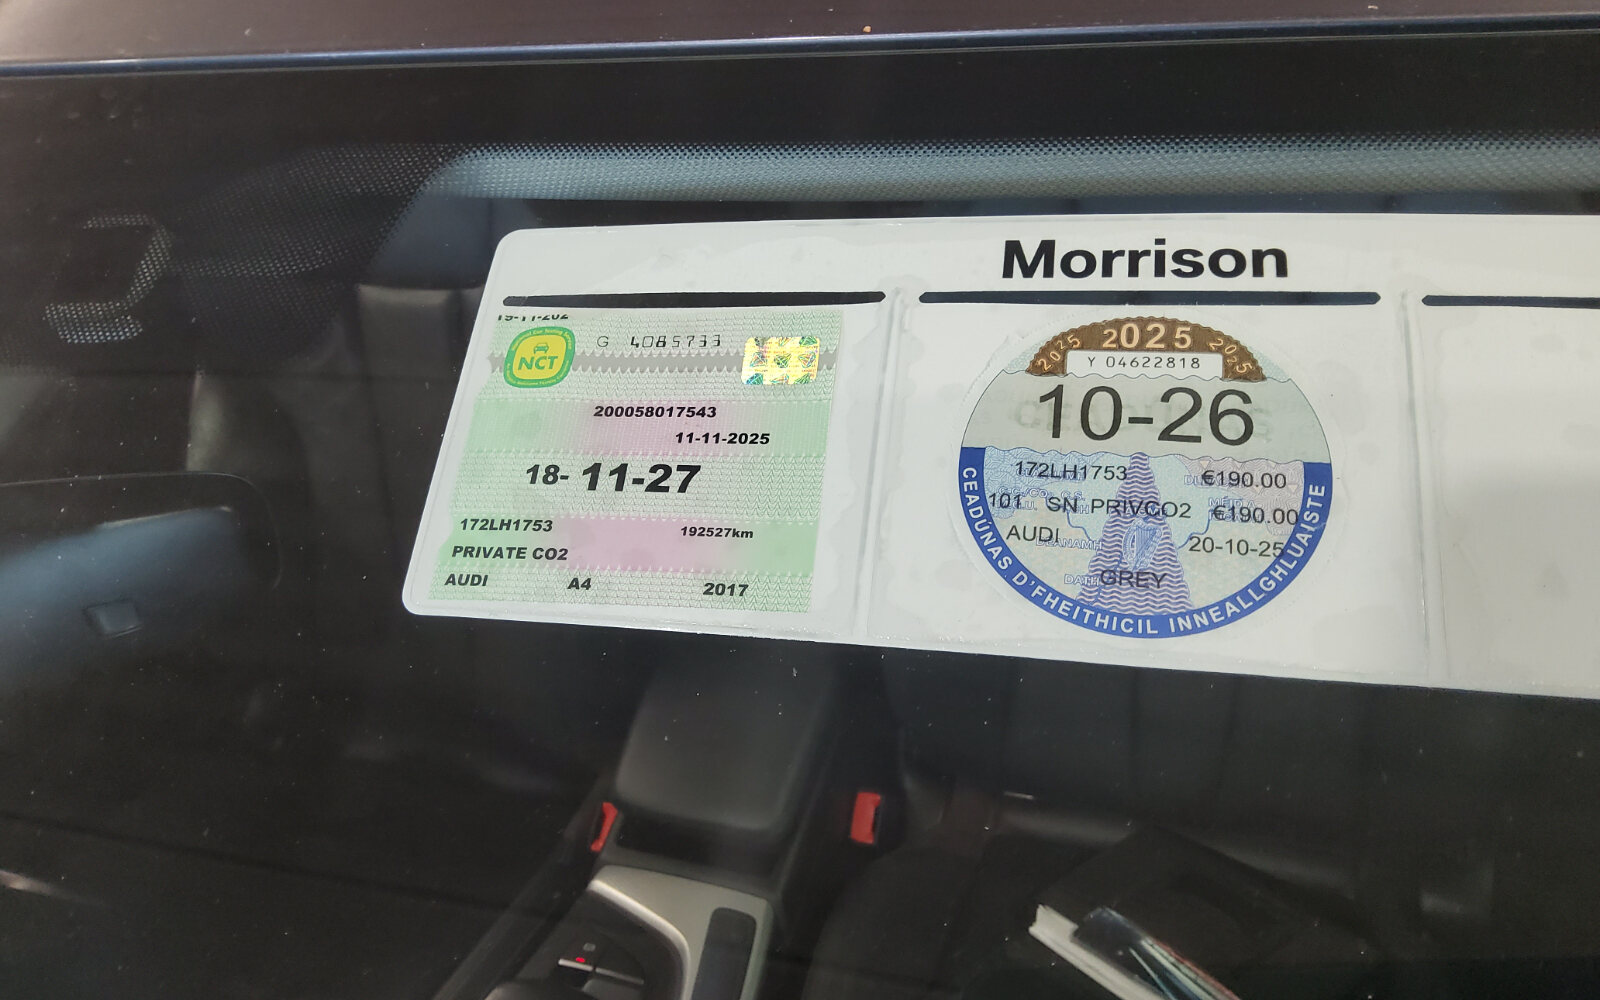 Morrison
NCT
G 4085733
200058017543
11-11-2025
18-11-27
172LH1753 192527km
PRIVATE CO2
AUDI A4 2017
2025 2025 2025
Y 04622818
10-26
172LH1753 €190.00
101 SN PRIVCO2 €190.00
AUDI 20-10-25
DATH GREY
CEADÚNAS D'FHEITHICIL INNEALLGHLUAISTE